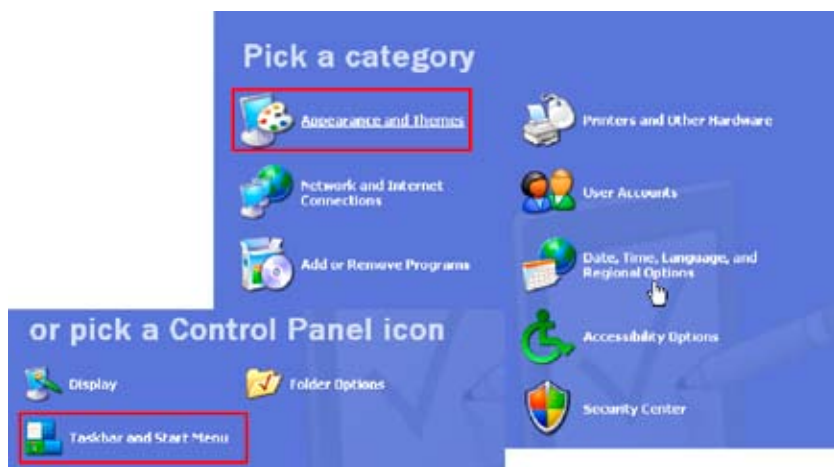 Pick a category
Appearance and Themes
Printers and Other Hardware
Network and Internet
Connections
User Accounts
Add or Remove Programs
Date, Time, Language, and
Regional Options
or pick a Control Panel icon
Accessibility Options
Display
Folder Options
Security Center
Taskbar and Start Menu